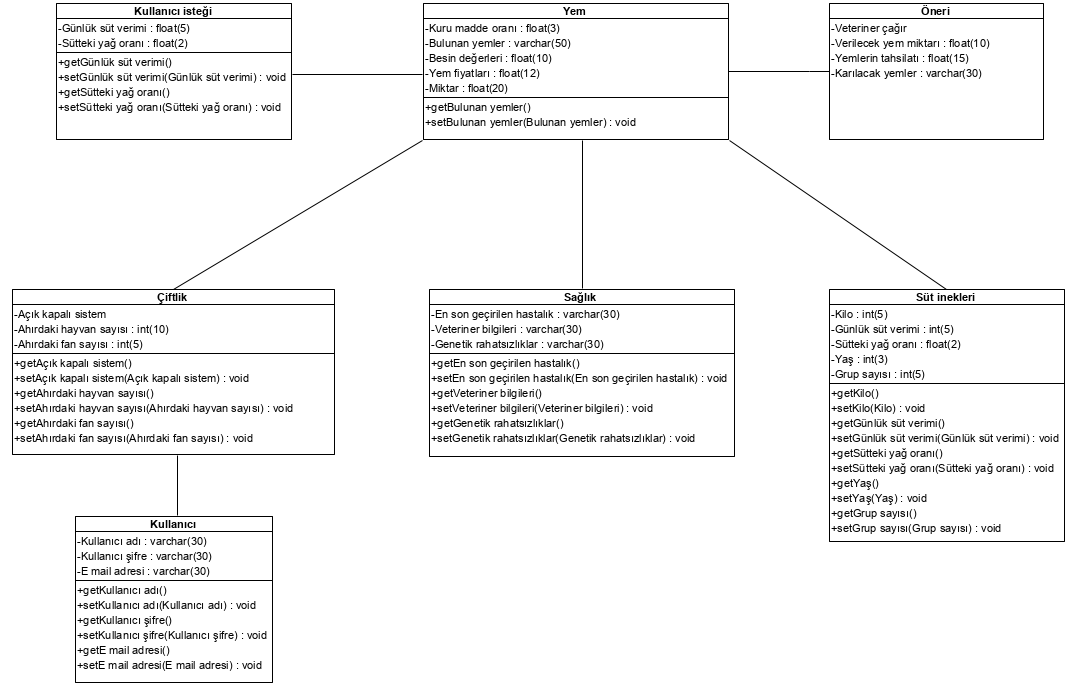 Kullanıcı isteği
-Günlük süt verimi : float(5)
-Sütteki yağ oranı : float(2)
+getGünlük süt verimi()
+setGünlük süt verimi(Günlük süt verimi) : void
+getSütteki yağ oranı()
+setSütteki yağ oranı(Sütteki yağ oranı) : void
Yem
-Kuru madde oranı : float(3)
-Bulunan yemler : varchar(50)
-Besin değerleri : float(10)
-Yem fiyatları : float(12)
-Miktar : float(20)
+getBulunan yemler()
+setBulunan yemler(Bulunan yemler) : void
Öneri
-Veteriner çağır
-Verilecek yem miktarı : float(10)
-Yemlerin tahsilatı : float(15)
-Karılacak yemler : varchar(30)
Çiftlik
-Açık kapalı sistem
-Ahırdaki hayvan sayısı : int(10)
-Ahırdaki fan sayısı : int(5)
+getAçık kapalı sistem()
+setAçık kapalı sistem(Açık kapalı sistem) : void
+getAhırdaki hayvan sayısı()
+setAhırdaki hayvan sayısı(Ahırdaki hayvan sayısı) : void
+getAhırdaki fan sayısı()
+setAhırdaki fan sayısı(Ahırdaki fan sayısı) : void
Sağlık
-En son geçirilen hastalık : varchar(30)
-Veteriner bilgileri : varchar(30)
-Genetik rahatsızlıklar : varchar(30)
+getEn son geçirilen hastalık()
+setEn son geçirilen hastalık(En son geçirilen hastalık) : void
+getVeteriner bilgileri()
+setVeteriner bilgileri(Veteriner bilgileri) : void
+getGenetik rahatsızlıklar()
+setGenetik rahatsızlıklar(Genetik rahatsızlıklar) : void
Süt inekleri
-Kilo : int(5)
-Günlük süt verimi : int(5)
-Sütteki yağ oranı : float(2)
-Yaş : int(3)
-Grup sayısı : int(5)
+getKilo()
+setKilo(Kilo) : void
+getGünlük süt verimi()
+setGünlük süt verimi(Günlük süt verimi) : void
+getSütteki yağ oranı()
+setSütteki yağ oranı(Sütteki yağ oranı) : void
+getYaş()
+setYaş(Yaş) : void
+getGrup sayısı()
+setGrup sayısı(Grup sayısı) : void
Kullanıcı
-Kullanıcı adı : varchar(30)
-Kullanıcı şifre : varchar(30)
-E mail adresi : varchar(30)
+getKullanıcı adı()
+setKullanıcı adı(Kullanıcı adı) : void
+getKullanıcı şifre()
+setKullanıcı şifre(Kullanıcı şifre) : void
+getE mail adresi()
+setE mail adresi(E mail adresi) : void